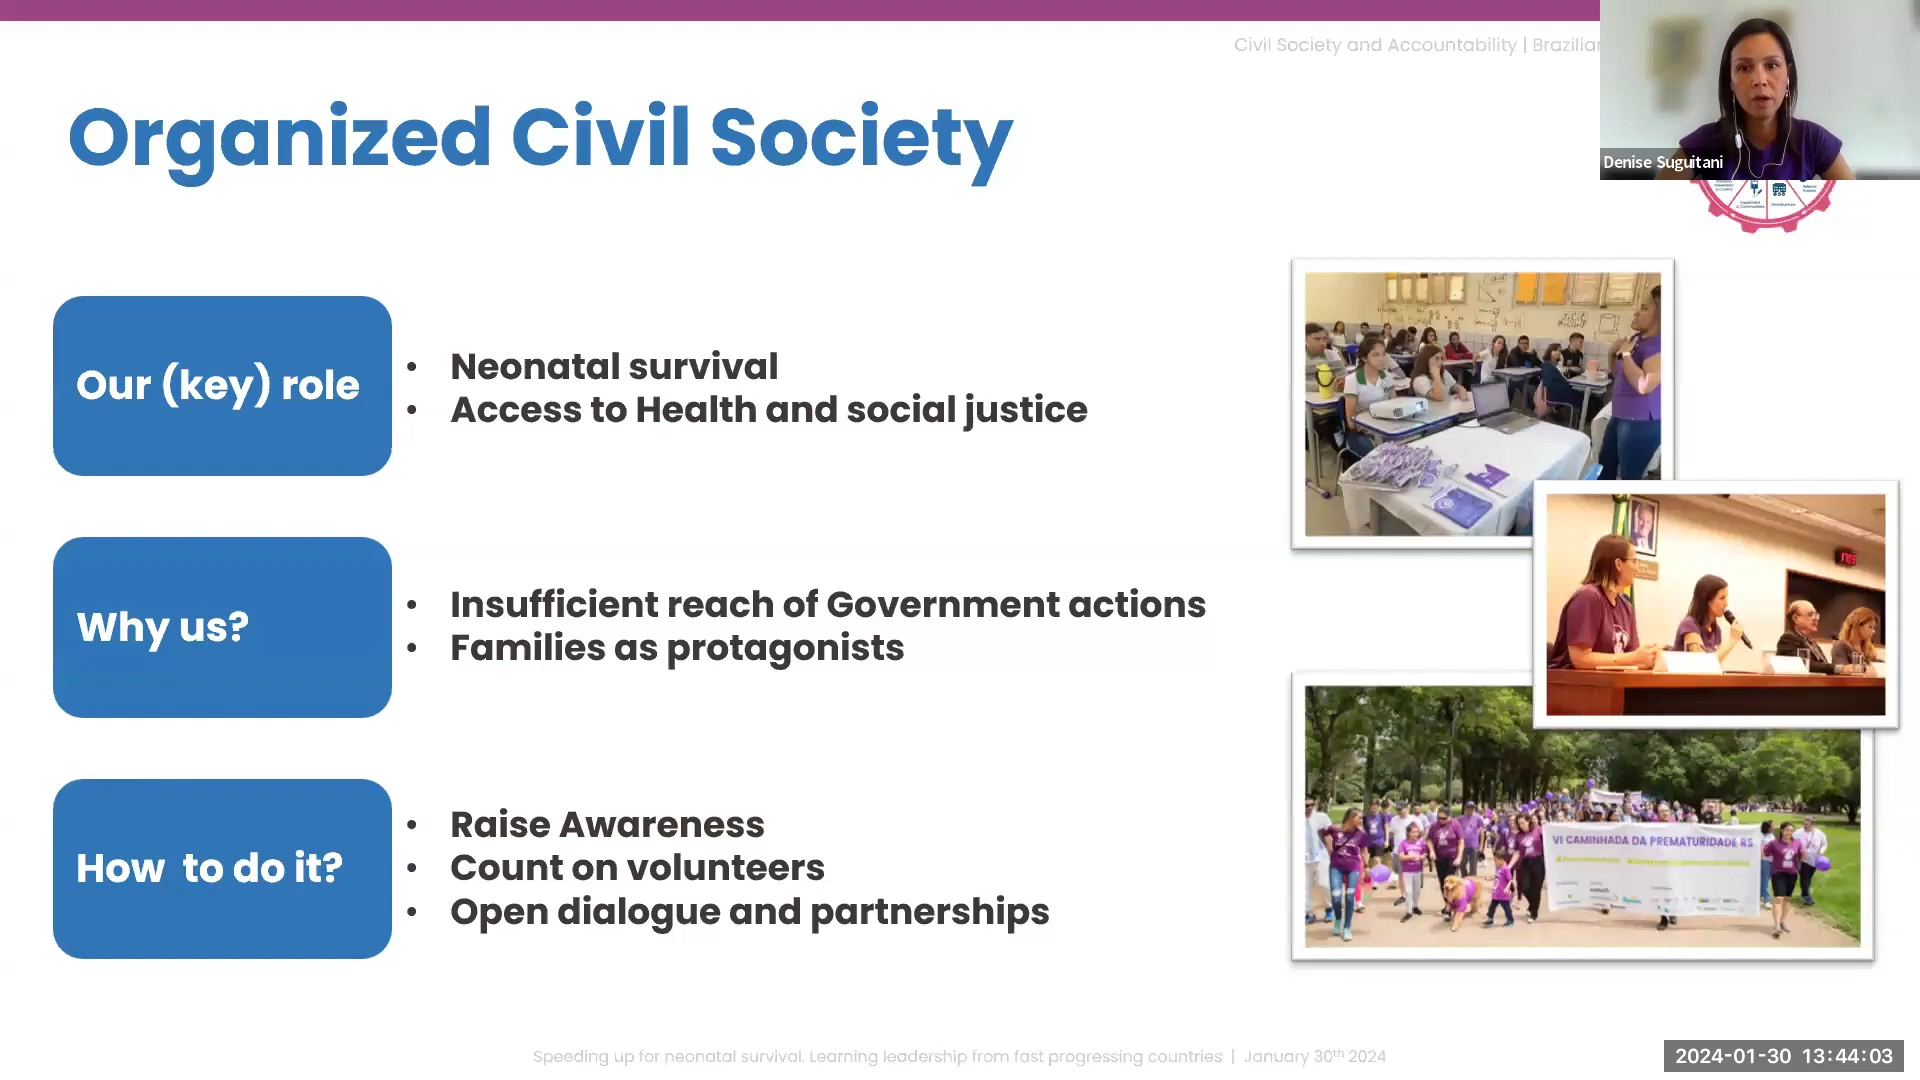 Civil Society and Accountability | Brazilian
Organized Civil Society
Denise Suguitani
Our (key) role
• Neonatal survival
• Access to Health and social justice
Why us?
• Insufficient reach of Government actions
• Families as protagonists
How to do it?
• Raise Awareness
• Count on volunteers
• Open dialogue and partnerships
VI CAMINHADA DA PREMATURIDADE RS
Speeding up for neonatal survival. Learning leadership from fast progressing countries | January 30th 2024
2024-01-30 13:44:03